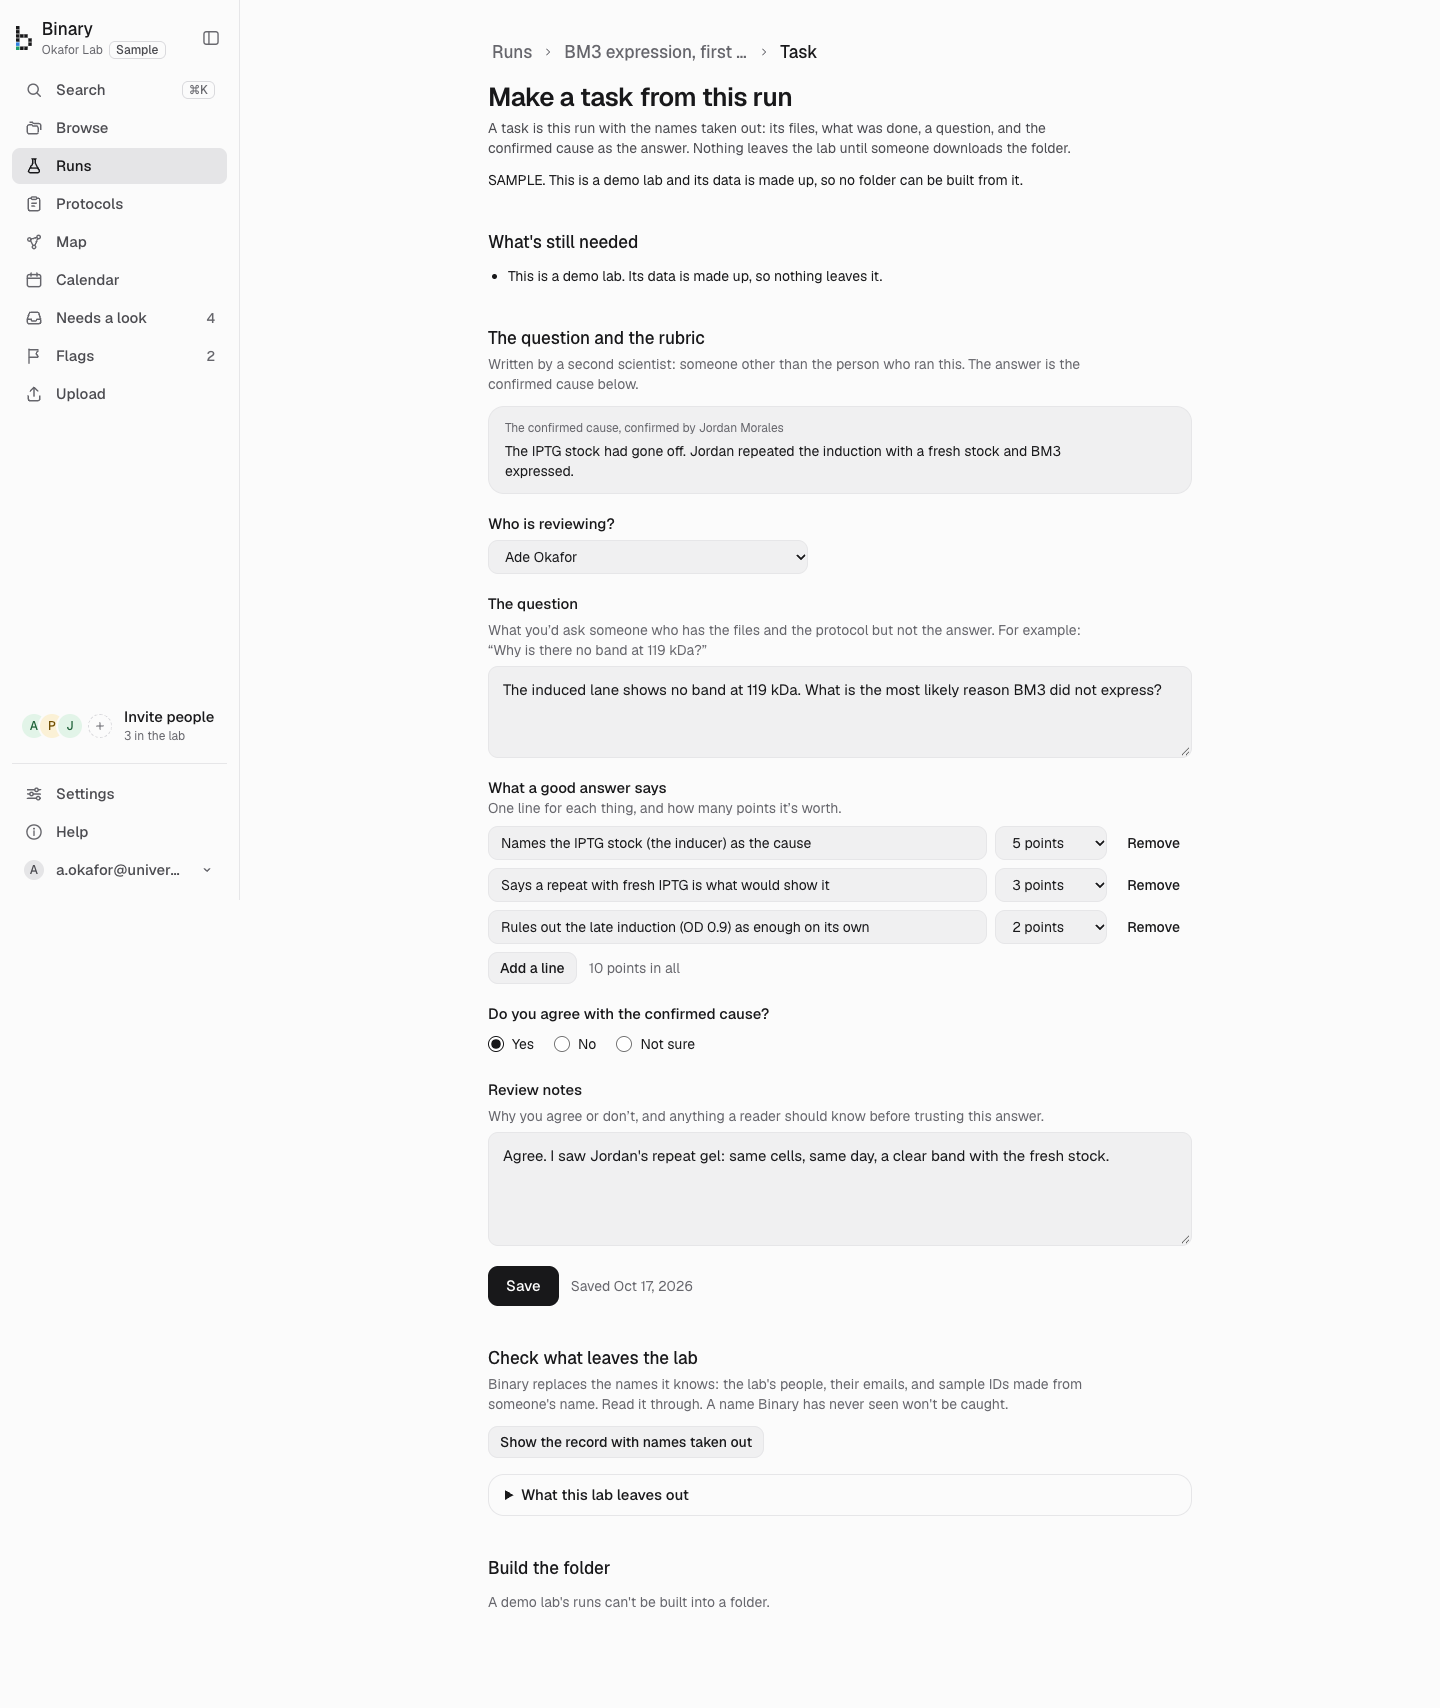 Binary
Okafor Lab Sample
Search ⌘K
Browse
Runs
Protocols
Map
Calendar
Needs a look 4
Flags 2
Upload
A P J + Invite people
3 in the lab
Settings
Help
A a.okafor@univer...
Runs > BM3 expression, first ... > Task
Make a task from this run
A task is this run with the names taken out: its files, what was done, a question, and the
confirmed cause as the answer. Nothing leaves the lab until someone downloads the folder.
SAMPLE. This is a demo lab and its data is made up, so no folder can be built from it.
What's still needed
• This is a demo lab. Its data is made up, so nothing leaves it.
The question and the rubric
Written by a second scientist: someone other than the person who ran this. The answer is the
confirmed cause below.
The confirmed cause, confirmed by Jordan Morales
The IPTG stock had gone off. Jordan repeated the induction with a fresh stock and BM3
expressed.
Who is reviewing?
Ade Okafor
The question
What you'd ask someone who has the files and the protocol but not the answer. For example:
“Why is there no band at 119 kDa?”
The induced lane shows no band at 119 kDa. What is the most likely reason BM3 did not express?
What a good answer says
One line for each thing, and how many points it's worth.
Names the IPTG stock (the inducer) as the cause 5 points Remove
Says a repeat with fresh IPTG is what would show it 3 points Remove
Rules out the late induction (OD 0.9) as enough on its own 2 points Remove
Add a line 10 points in all
Do you agree with the confirmed cause?
Yes No Not sure
Review notes
Why you agree or don't, and anything a reader should know before trusting this answer.
Agree. I saw Jordan's repeat gel: same cells, same day, a clear band with the fresh stock.
Save Saved Oct 17, 2026
Check what leaves the lab
Binary replaces the names it knows: the lab's people, their emails, and sample IDs made from
someone's name. Read it through. A name Binary has never seen won't be caught.
Show the record with names taken out
What this lab leaves out
Build the folder
A demo lab's runs can't be built into a folder.